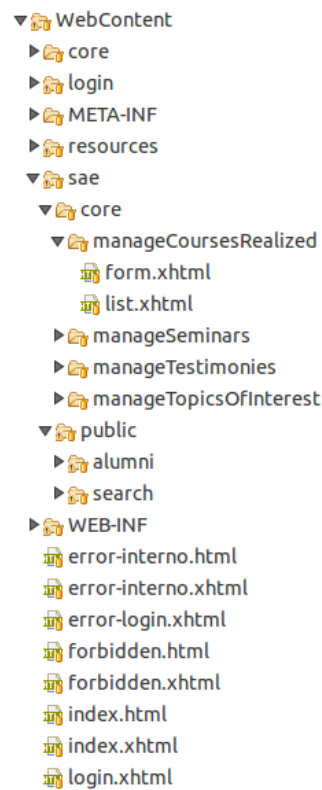 WebContent
core
login
META-INF
resources
sae
core
manageCoursesRealized
form.xhtml
list.xhtml
manageSeminars
manageTestimonies
manageTopicsOfInterest
public
alumni
search
WEB-INF
error-interno.html
error-interno.xhtml
error-login.xhtml
forbidden.html
forbidden.xhtml
index.html
index.xhtml
login.xhtml